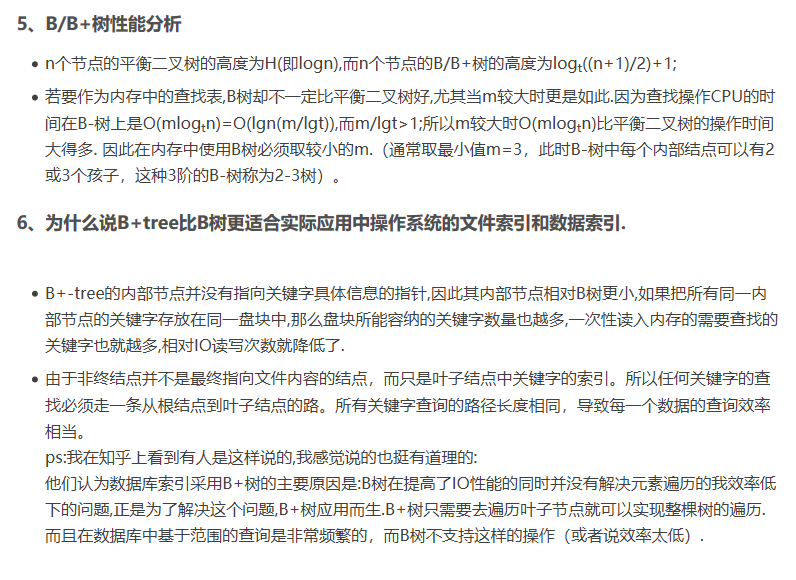 5、B/B+树性能分析
n个节点的平衡二叉树的高度为H(即logn),而n个节点的B/B+树的高度为logt((n+1)/2)+1;
若要作为内存中的查找表,B树却不一定比平衡二叉树好,尤其当m较大时更是如此.因为查找操作CPU的时
间在B-树上是O(mlogtn)=O(lgn(m/lgt)),而m/lgt>1;所以m较大时O(mlogtn)比平衡二叉树的操作时间
大得多. 因此在内存中使用B树必须取较小的m.（通常取最小值m=3，此时B-树中每个内部结点可以有2
或3个孩子，这种3阶的B-树称为2-3树）。
6、为什么说B+tree比B树更适合实际应用中操作系统的文件索引和数据索引.
B+-tree的内部节点并没有指向关键字具体信息的指针,因此其内部节点相对B树更小,如果把所有同一内
部节点的关键字存放在同一盘块中,那么盘块所能容纳的关键字数量也越多,一次性读入内存的需要查找的
关键字也就越多,相对IO读写次数就降低了.
由于非终结点并不是最终指向文件内容的结点，而只是叶子结点中关键字的索引。所以任何关键字的查
找必须走一条从根结点到叶子结点的路。所有关键字查询的路径长度相同，导致每一个数据的查询效率
相当。
ps:我在知乎上看到有人是这样说的,我感觉说的也挺有道理的:
他们认为数据库索引采用B+树的主要原因是:B树在提高了IO性能的同时并没有解决元素遍历的我效率低
下的问题,正是为了解决这个问题,B+树应用而生.B+树只需要去遍历叶子节点就可以实现整棵树的遍历.
而且在数据库中基于范围的查询是非常频繁的，而B树不支持这样的操作（或者说效率太低）.